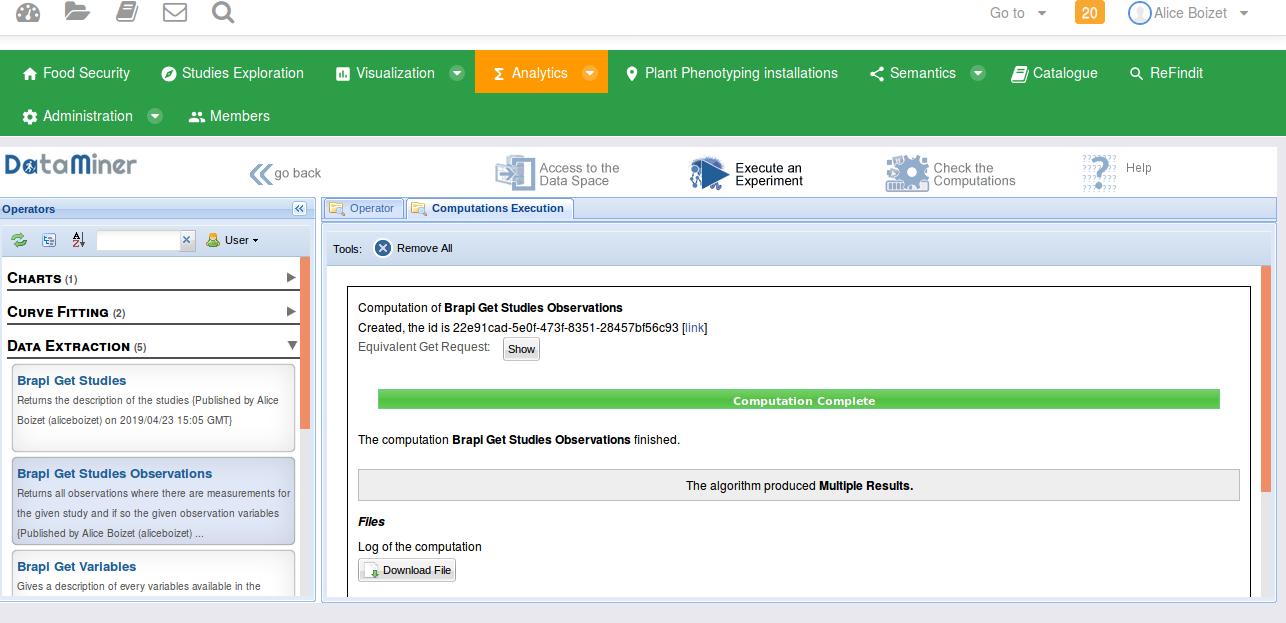 Go to
20
Alice Boizet
Food Security
Studies Exploration
Visualization
Analytics
Plant Phenotyping installations
Semantics
Catalogue
ReFindit
Administration
Members
DataMiner
go back
Access to the
Data Space
Execute an
Experiment
Check the
Computations
Help
Operators
Operator
Computations Execution
User
Tools:
Remove All
CHARTS (1)
CURVE FITTING (2)
DATA EXTRACTION (5)
BrapI Get Studies
Returns the description of the studies {Published by Alice
Boizet (aliceboizet) on 2019/04/23 15:05 GMT}
BrapI Get Studies Observations
Returns all observations where there are measurements for
the given study and if so the given observation variables
{Published by Alice Boizet (aliceboizet) ...
BrapI Get Variables
Gives a description of every variables available in the
Computation of BrapI Get Studies Observations
Created, the id is 22e91cad-5e0f-473f-8351-28457bf56c93 [link]
Equivalent Get Request:
Show
Computation Complete
The computation BrapI Get Studies Observations finished.
The algorithm produced Multiple Results.
Files
Log of the computation
Download File